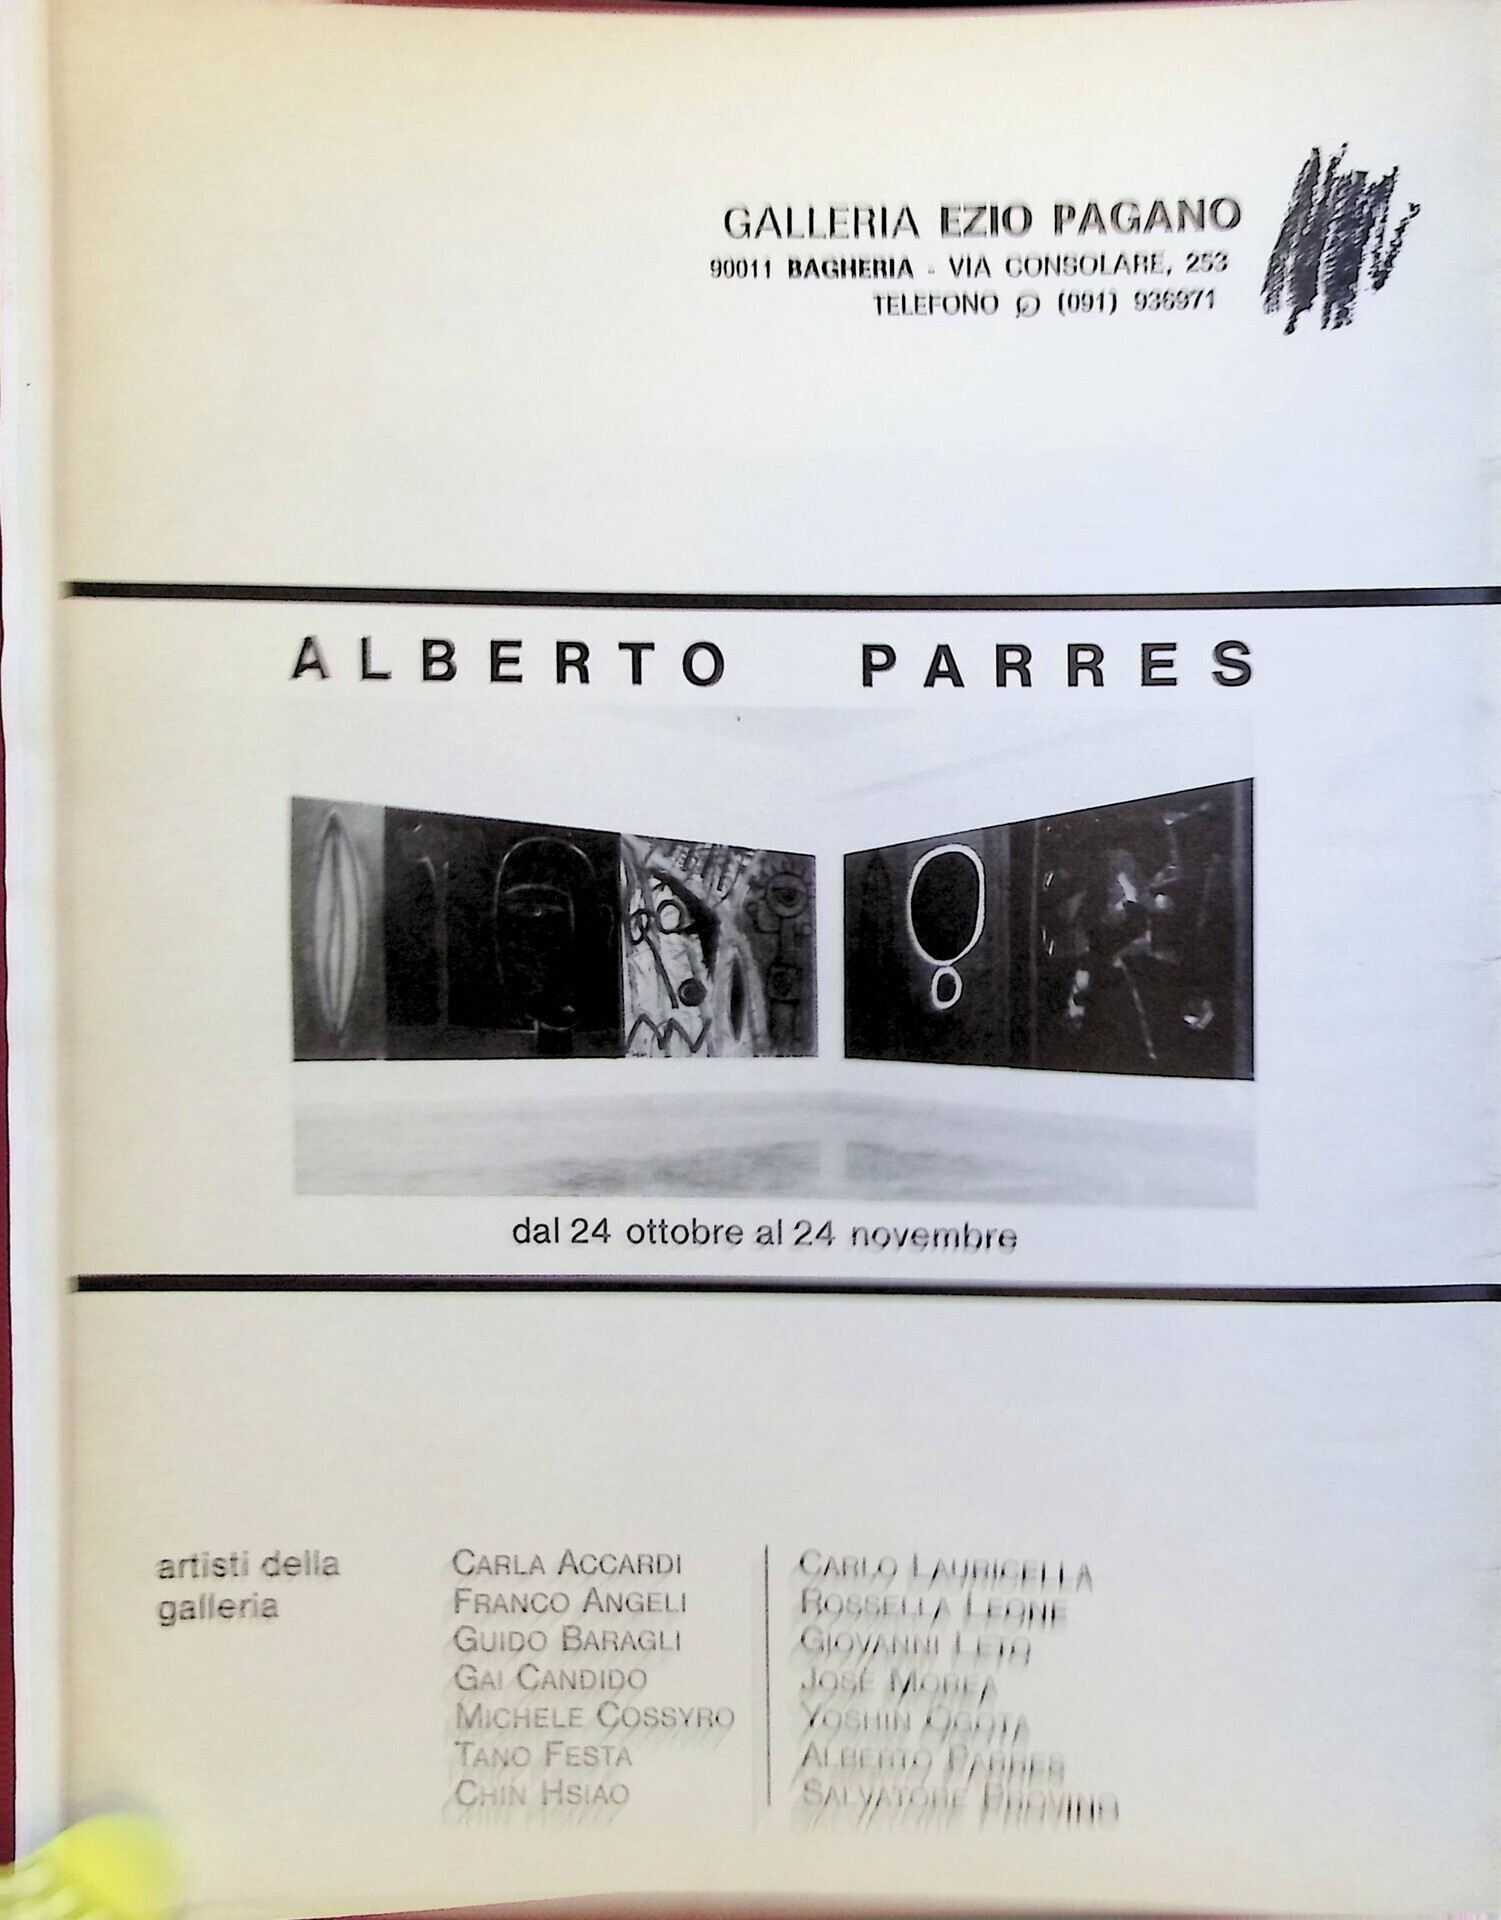 GALLERIA EZIO PAGANO
90011 BAGHERIA - VIA CONSOLARE, 253
TELEFONO (091) 936971
ALBERTO PARRES
dal 24 ottobre al 24 novembre
artisti della
galleria
CARLA ACCARDI
FRANCO ANGELI
GUIDO BARAGLI
GAI CANDIDO
MICHELE COSSYRO
TANO FESTA
CHIN HSIAO
CARLO LAURICELLA
ROSSELLA LEONE
GIOVANNI LETO
JOSÉ MOREA
YOSHIN OGOTA
ALBERTO PARRES
SALVATORE PROVINO